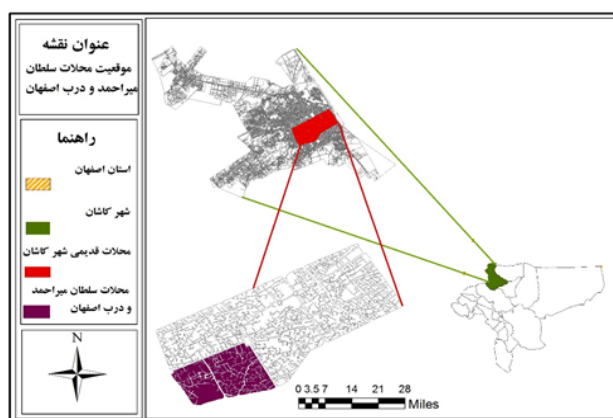 عنوان نقشه
موقعیت محلات سلطان
میراحمد و درب اصفهان
راهنما
استان اصفهان
شهر کاشان
محلات قدیمی شهر کاشان
محلات سلطان میراحمد
و درب اصفهان
N
0 3.5 7 14 21 28
Miles